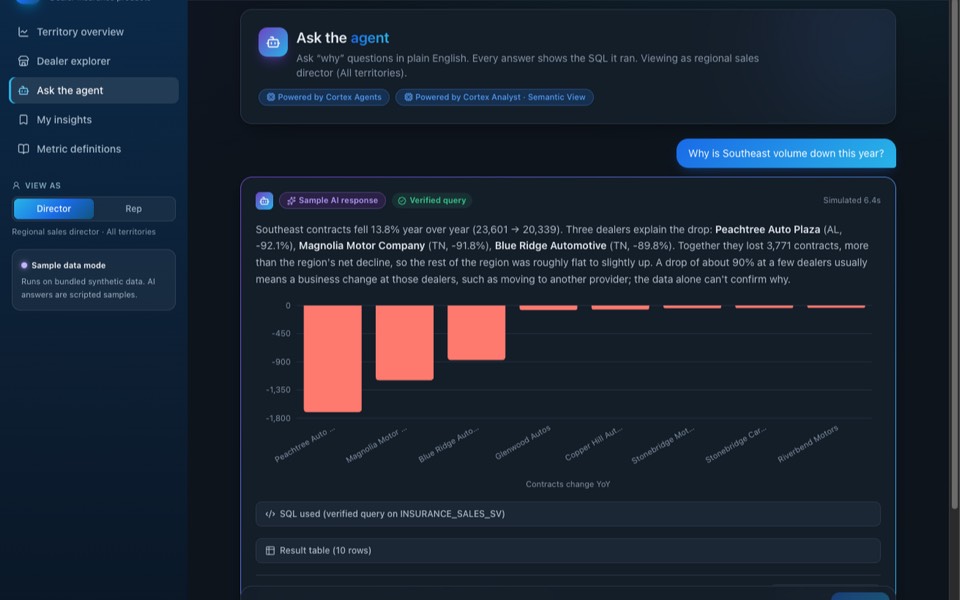 Territory overview
Dealer explorer
Ask the agent
My insights
Metric definitions
VIEW AS
Director
Rep
Regional sales director · All territories
Sample data mode
Runs on bundled synthetic data. AI
answers are scripted samples.
Ask the agent
Ask "why" questions in plain English. Every answer shows the SQL it ran. Viewing as regional sales
director (All territories).
Powered by Cortex Agents
Powered by Cortex Analyst · Semantic View
Why is Southeast volume down this year?
Sample AI response
Verified query
Simulated 6.4s
Southeast contracts fell 13.8% year over year (23,601 → 20,339). Three dealers explain the drop: Peachtree Auto Plaza (AL,
-92.1%), Magnolia Motor Company (TN, -91.8%), Blue Ridge Automotive (TN, -89.8%). Together they lost 3,771 contracts, more
than the region's net decline, so the rest of the region was roughly flat to slightly up. A drop of about 90% at a few dealers usually
means a business change at those dealers, such as moving to another provider; the data alone can't confirm why.
0
-450
-900
-1,350
-1,800
Peachtree Auto ...
Magnolia Motor ...
Blue Ridge Auto...
Glenwood Autos
Copper Hill Aut...
Stonebridge Mot...
Stonebridge Car...
Riverbend Motors
Contracts change YoY
SQL used (verified query on INSURANCE_SALES_SV)
Result table (10 rows)